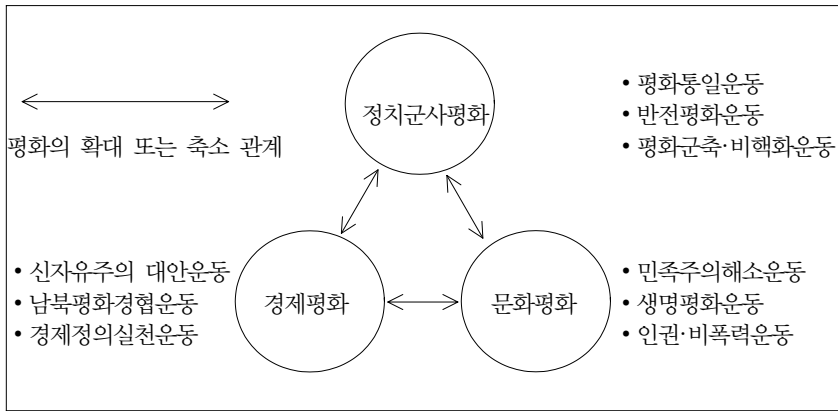 정치군사평화
• 평화통일운동
• 반전평화운동
• 평화군축·비핵화운동
평화의 확대 또는 축소 관계
• 신자유주의 대안운동
• 남북평화경협운동
• 경제정의실천운동
경제평화
문화평화
• 민족주의해소운동
• 생명평화운동
• 인권·비폭력운동